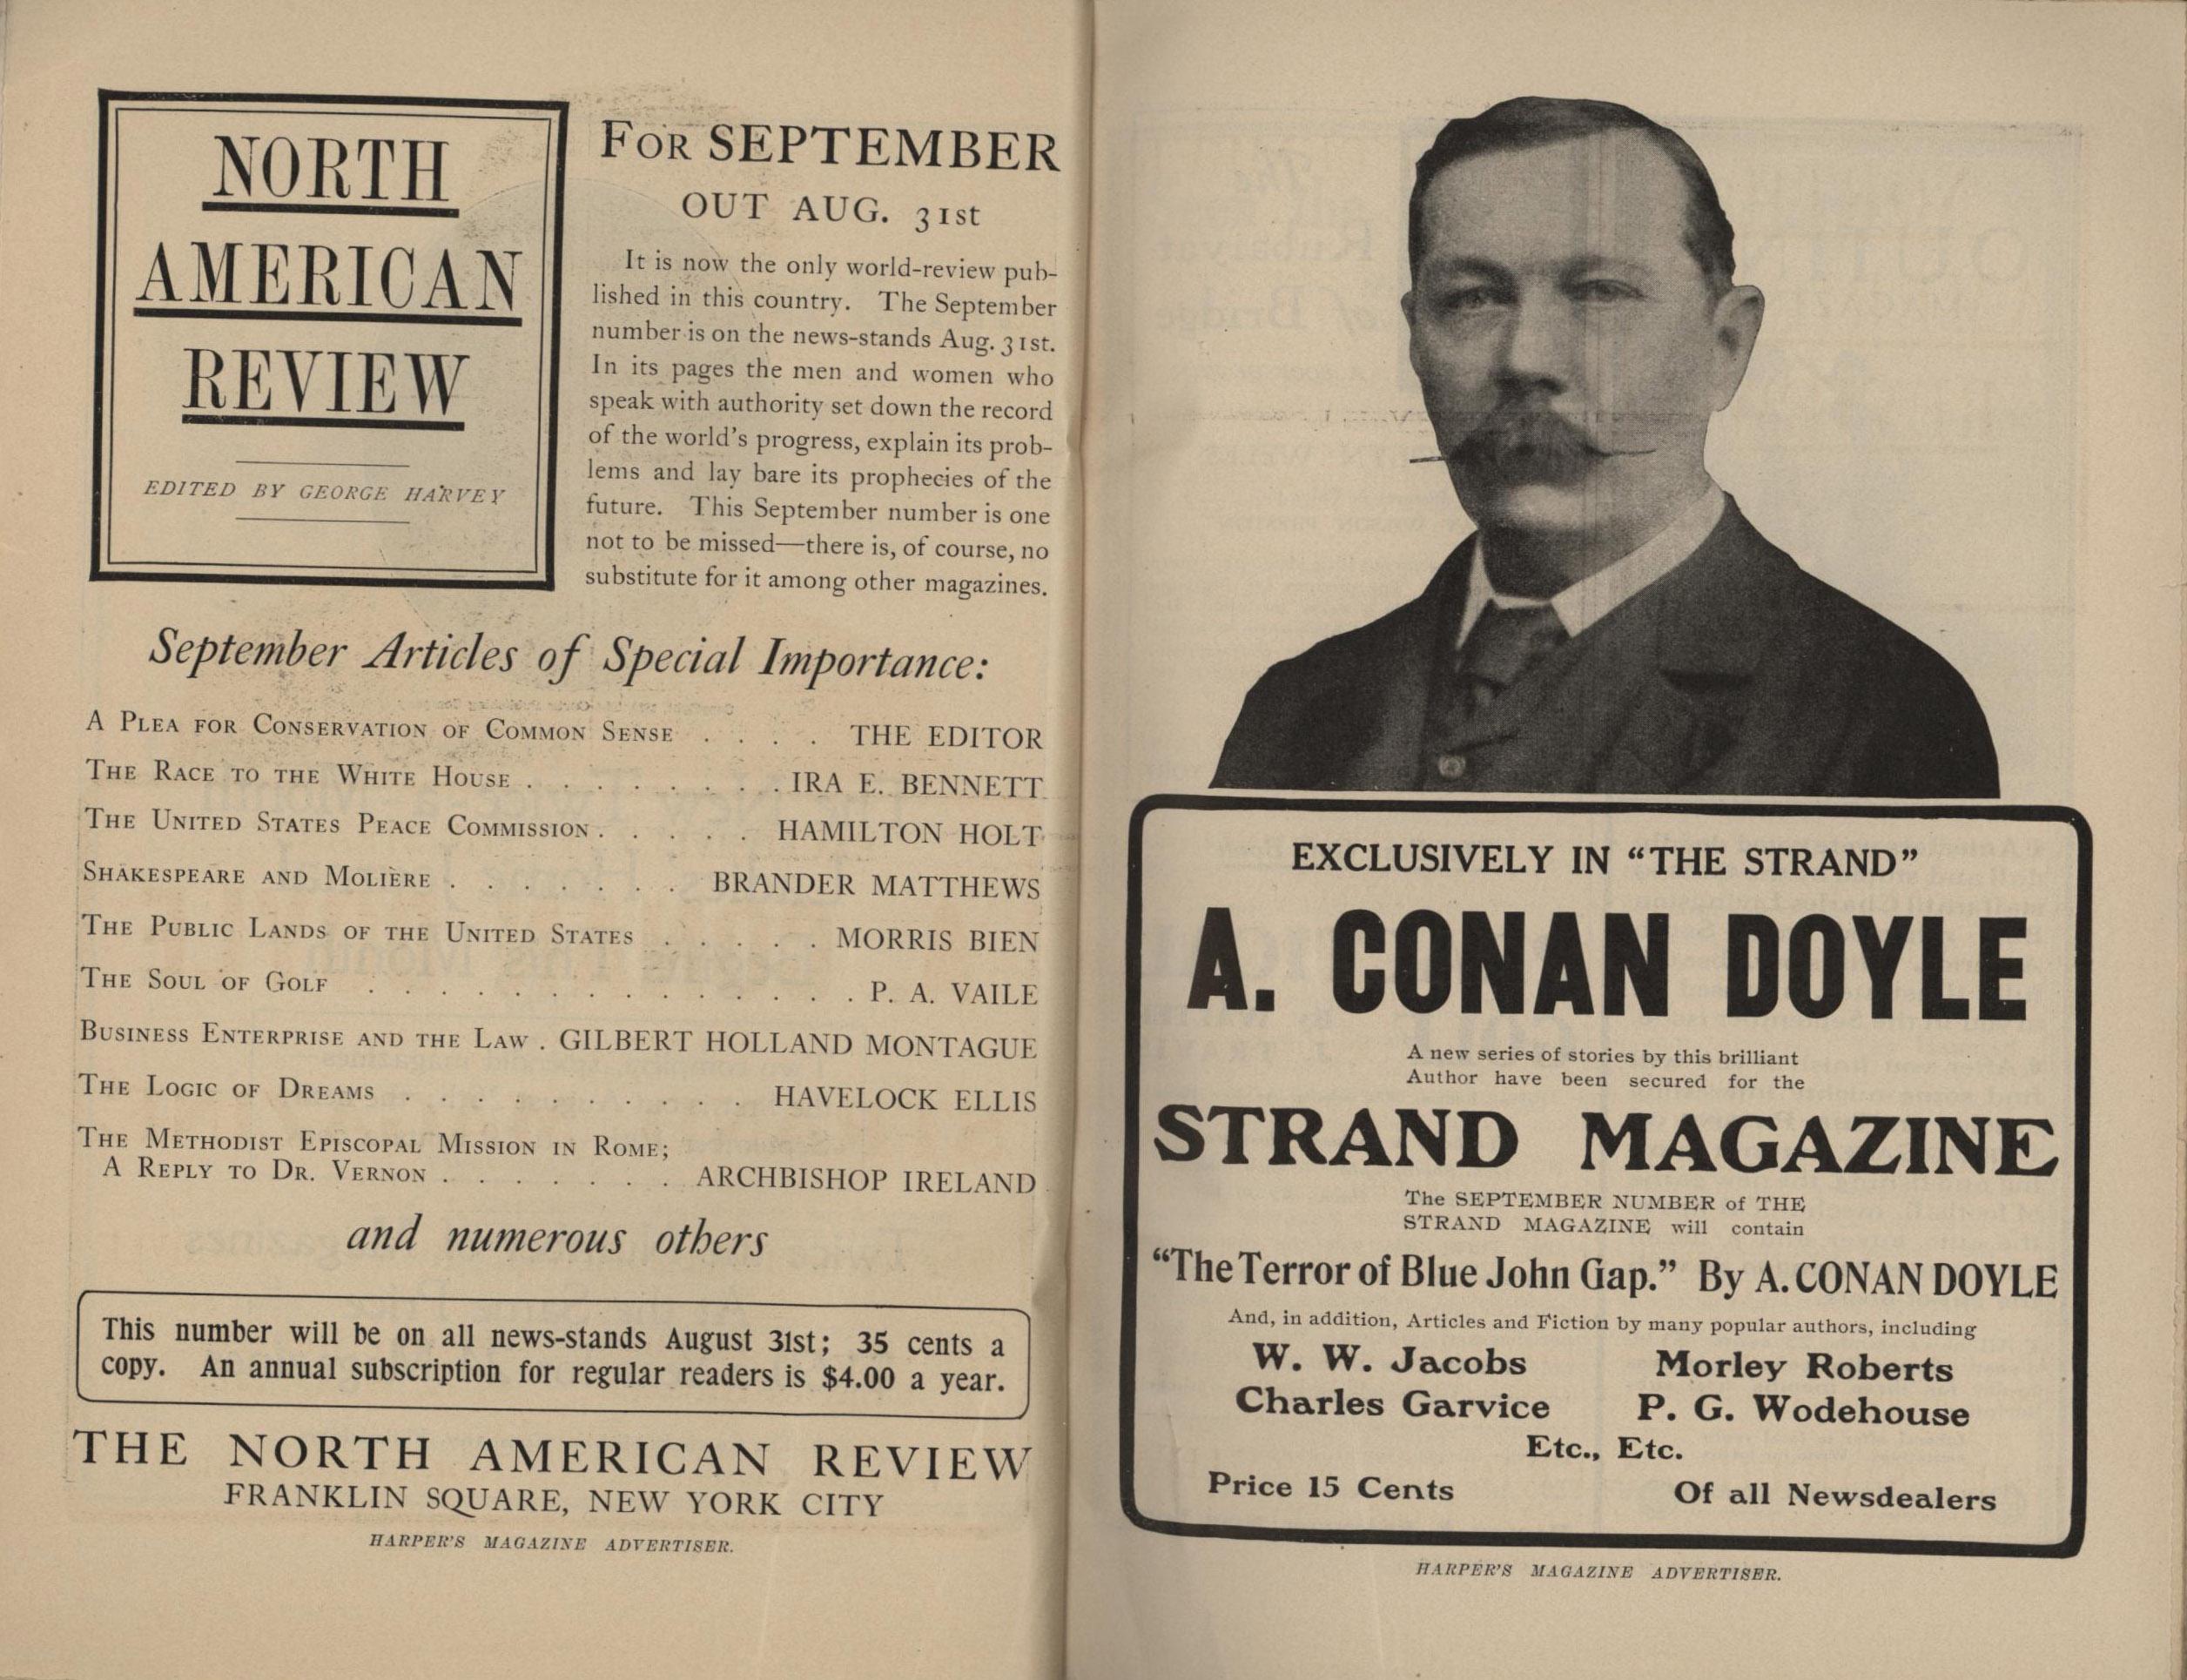 NORTH
AMERICAN
REVIEW
EDITED BY GEORGE HARVEY
FOR SEPTEMBER
OUT AUG. 31st
It is now the only world-review pub-
lished in this country. The September
number is on the news-stands Aug. 31st.
In its pages the men and women who
speak with authority set down the record
of the world's progress, explain its prob-
lems and lay bare its prophecies of the
future. This September number is one
not to be missed—there is, of course, no
substitute for it among other magazines.
September Articles of Special Importance:
A PLEA FOR CONSERVATION OF COMMON SENSE . . . . THE EDITOR
THE RACE TO THE WHITE HOUSE . . . . . . . . IRA E. BENNETT
THE UNITED STATES PEACE COMMISSION . . . . . HAMILTON HOLT
SHAKESPEARE AND MOLIÈRE . . . . . . . BRANDER MATTHEWS
THE PUBLIC LANDS OF THE UNITED STATES . . . . . MORRIS BIEN
THE SOUL OF GOLF . . . . . . . . . . . . . . P. A. VAILE
BUSINESS ENTERPRISE AND THE LAW . GILBERT HOLLAND MONTAGUE
THE LOGIC OF DREAMS . . . . . . . . . . HAVELOCK ELLIS
THE METHODIST EPISCOPAL MISSION IN ROME;
A REPLY TO DR. VERNON . . . . . . . ARCHBISHOP IRELAND
and numerous others
This number will be on all news-stands August 31st; 35 cents a
copy. An annual subscription for regular readers is $4.00 a year.
THE NORTH AMERICAN REVIEW
FRANKLIN SQUARE, NEW YORK CITY
HARPER'S MAGAZINE ADVERTISER.
EXCLUSIVELY IN “THE STRAND”
A. CONAN DOYLE
A new series of stories by this brilliant
Author have been secured for the
STRAND MAGAZINE
The SEPTEMBER NUMBER of THE
STRAND MAGAZINE will contain
“The Terror of Blue John Gap.” By A. CONAN DOYLE
And, in addition, Articles and Fiction by many popular authors, including
W. W. Jacobs Morley Roberts
Charles Garvice P. G. Wodehouse
Etc., Etc.
Price 15 Cents Of all Newsdealers
HARPER'S MAGAZINE ADVERTISER.